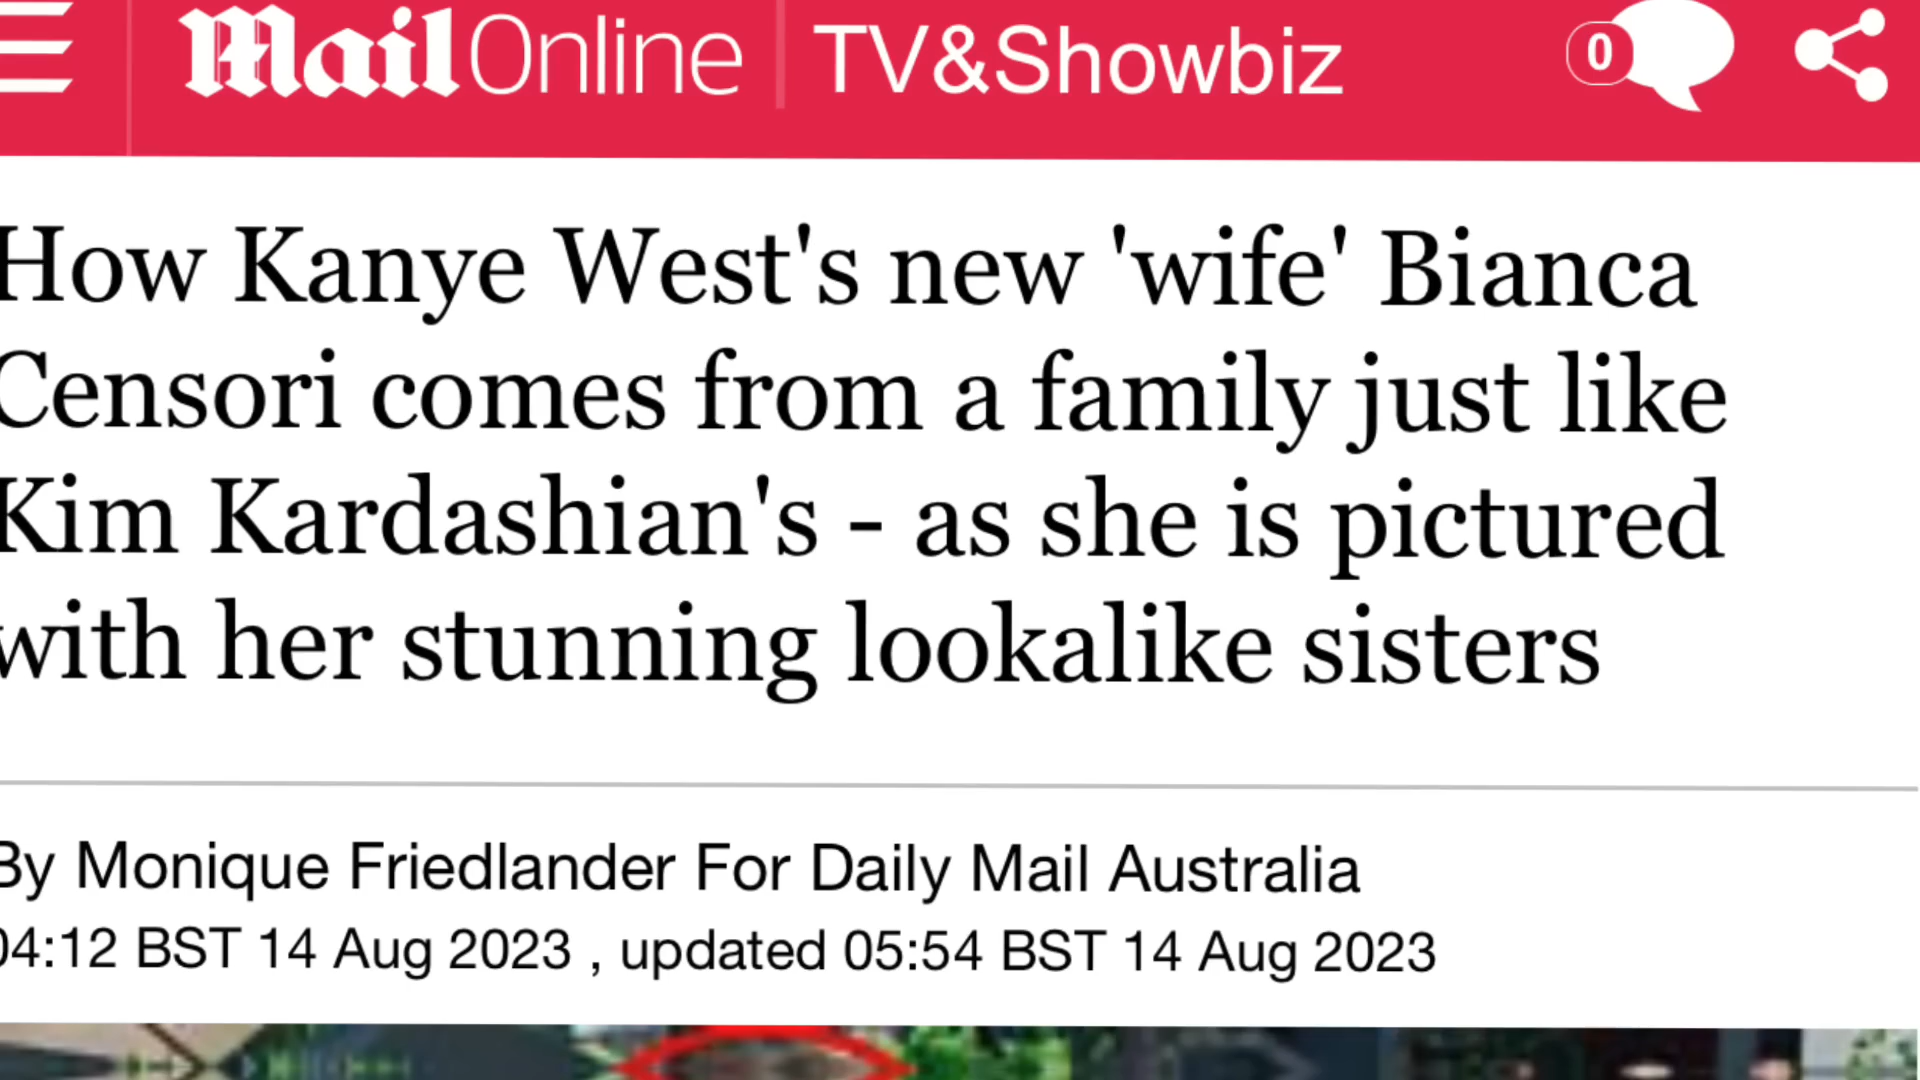 Mail Online TV&Showbiz 0
How Kanye West's new 'wife' Bianca
Censori comes from a family just like
Kim Kardashian's - as she is pictured
with her stunning lookalike sisters
By Monique Friedlander For Daily Mail Australia
04:12 BST 14 Aug 2023 , updated 05:54 BST 14 Aug 2023